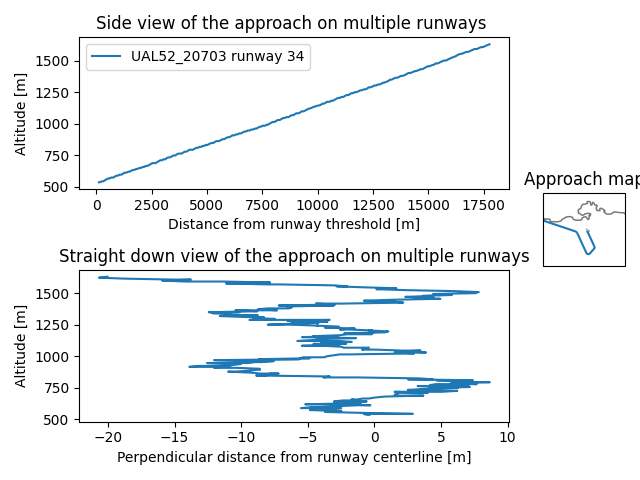 Side view of the approach on multiple runways
UAL52_20703 runway 34
Altitude [m]
1500
1250
1000
750
500
0 2500 5000 7500 10000 12500 15000 17500
Distance from runway threshold [m]
Approach map
Straight down view of the approach on multiple runways
Altitude [m]
1500
1250
1000
750
500
−20 −15 −10 −5 0 5 10
Perpendicular distance from runway centerline [m]